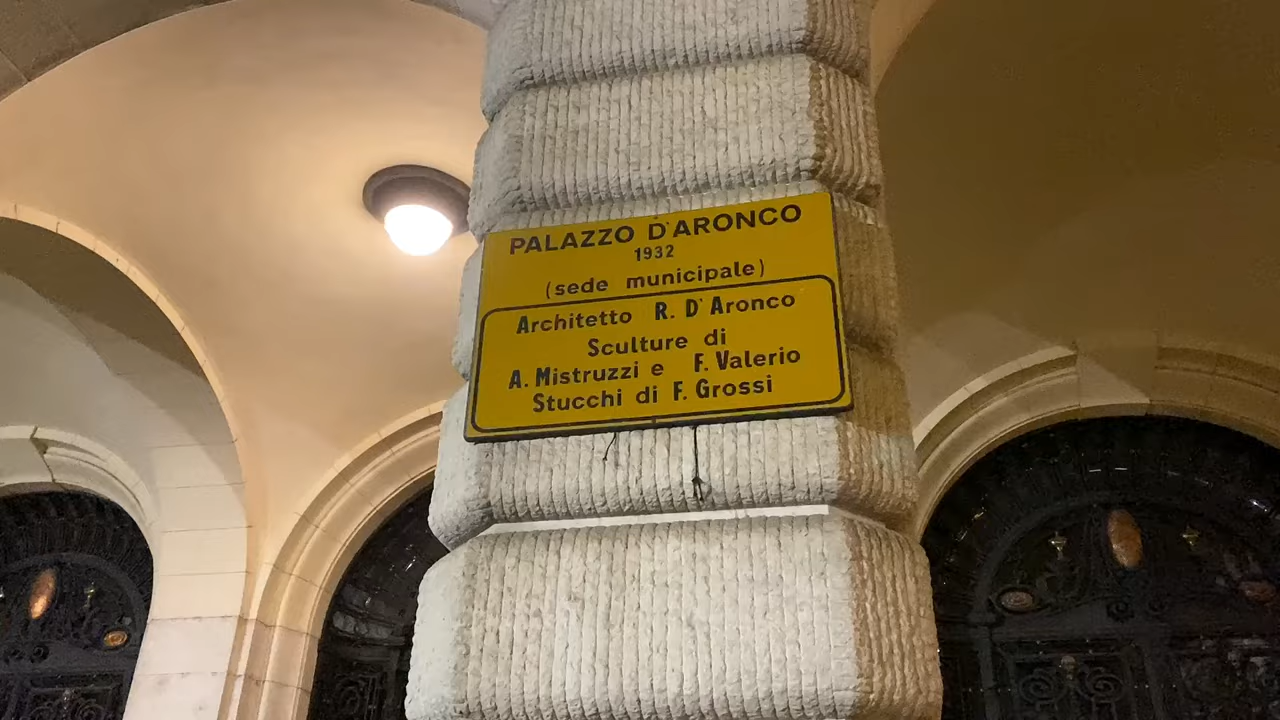 PALAZZO D'ARONCO
1932
(sede municipale)
Architetto R. D'Aronco
Sculture di
A. Mistruzzi e F. Valerio
Stucchi di F. Grossi